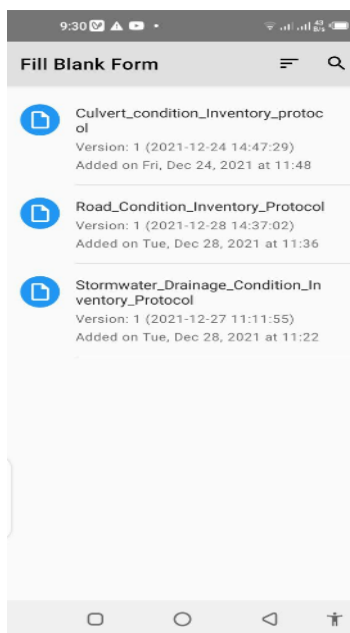 9:30
43
B/s
Fill Blank Form
Culvert_condition_Inventory_protoc
ol
Version: 1 (2021-12-24 14:47:29)
Added on Fri, Dec 24, 2021 at 11:48
Road_Condition_Inventory_Protocol
Version: 1 (2021-12-28 14:37:02)
Added on Tue, Dec 28, 2021 at 11:36
Stormwater_Drainage_Condition_In
ventory_Protocol
Version: 1 (2021-12-27 11:11:55)
Added on Tue, Dec 28, 2021 at 11:22